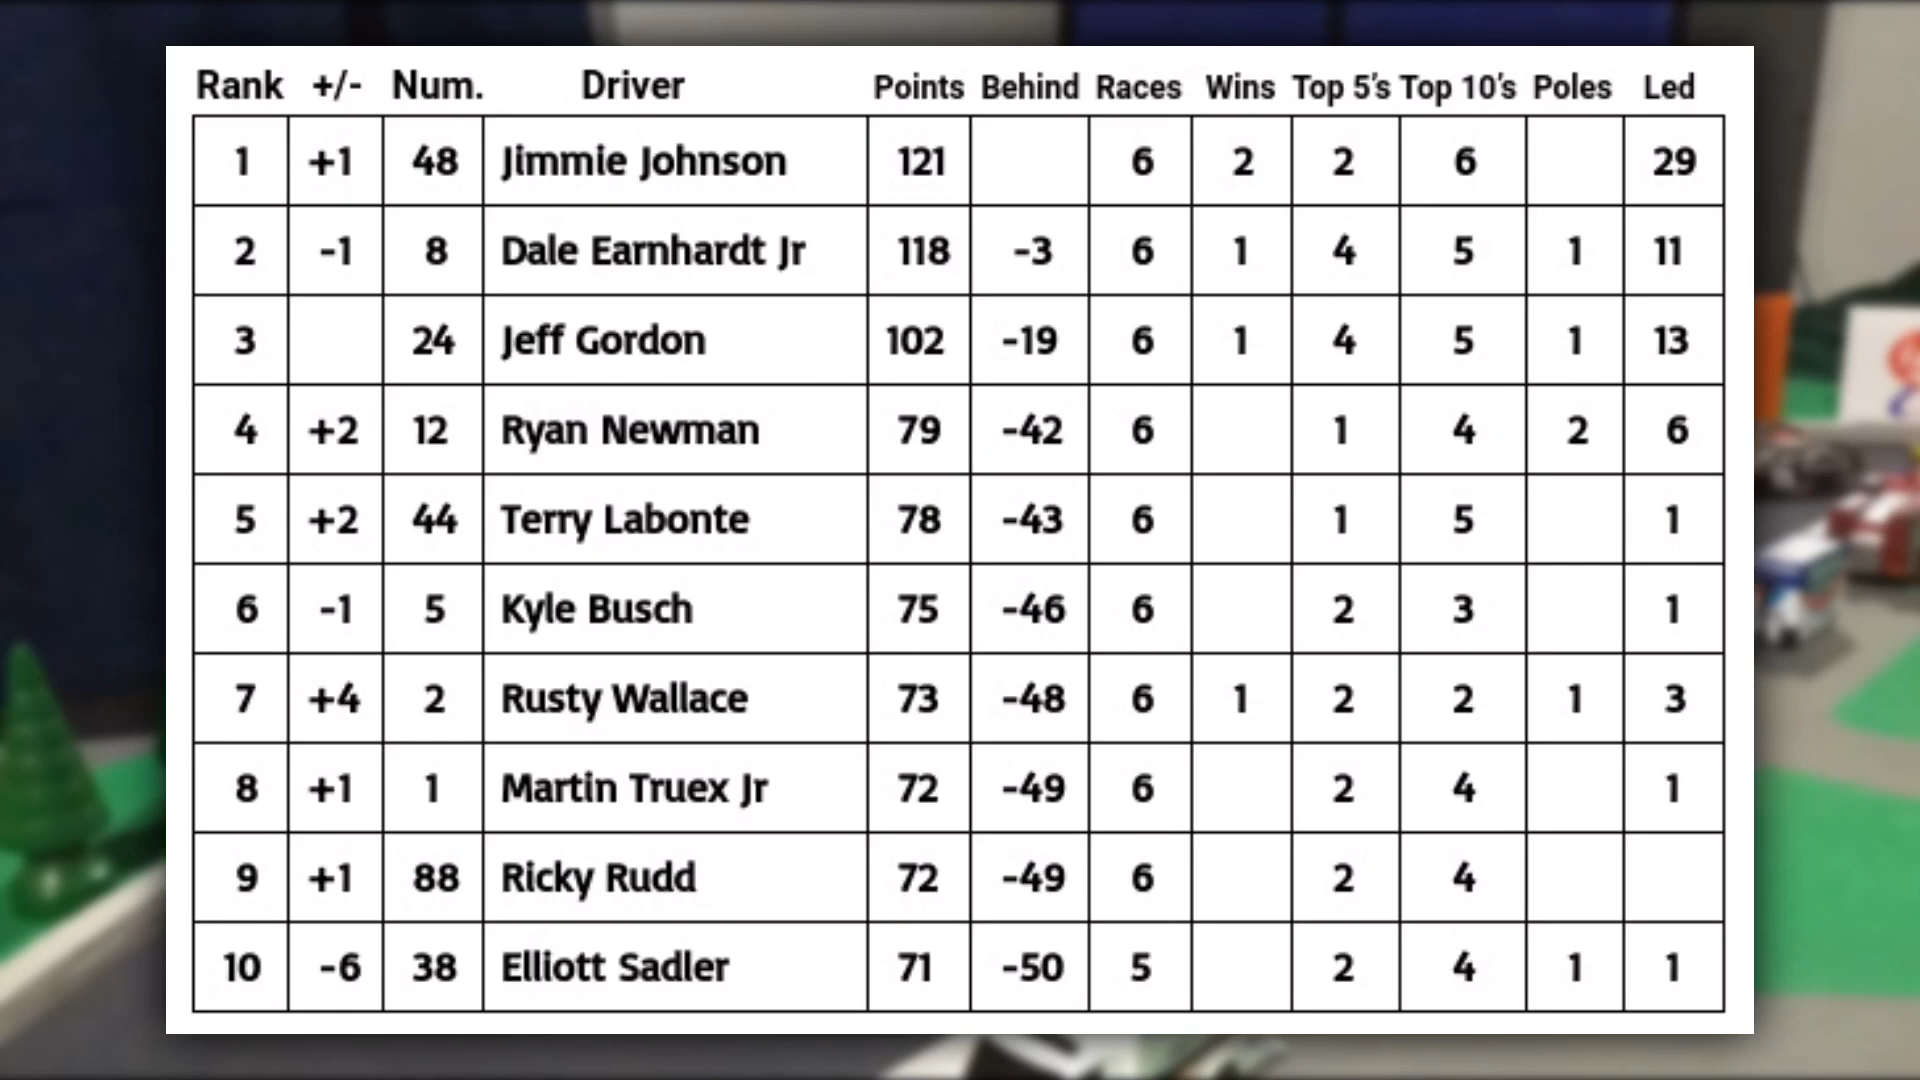 Rank +/- Num. Driver Points Behind Races Wins Top 5's Top 10's Poles Led
1 +1 48 Jimmie Johnson 121 6 2 2 6 29
2 -1 8 Dale Earnhardt Jr 118 -3 6 1 4 5 1 11
3 24 Jeff Gordon 102 -19 6 1 4 5 1 13
4 +2 12 Ryan Newman 79 -42 6 1 4 2 6
5 +2 44 Terry Labonte 78 -43 6 1 5 1
6 -1 5 Kyle Busch 75 -46 6 2 3 1
7 +4 2 Rusty Wallace 73 -48 6 1 2 2 1 3
8 +1 1 Martin Truex Jr 72 -49 6 2 4 1
9 +1 88 Ricky Rudd 72 -49 6 2 4
10 -6 38 Elliott Sadler 71 -50 5 2 4 1 1